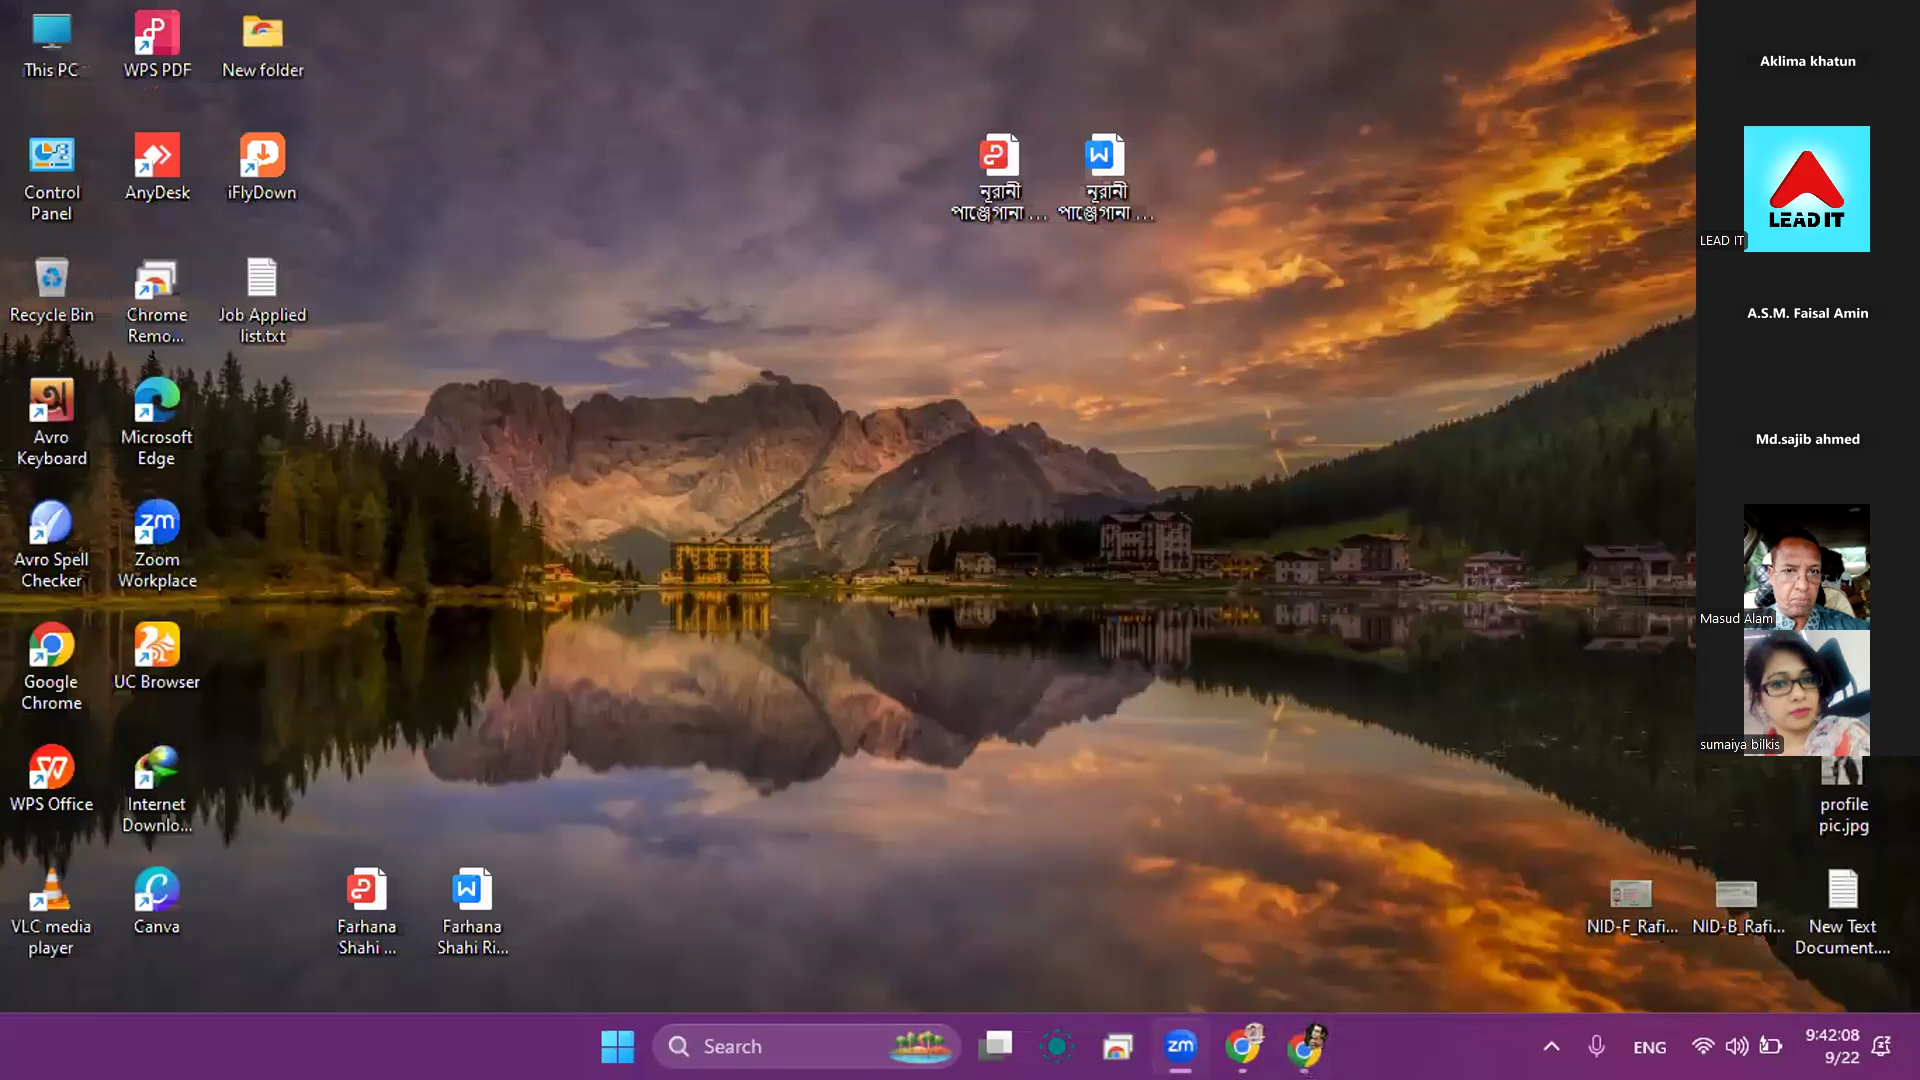 This PC
WPS PDF
New folder
Control
Panel
AnyDesk
iFlyDown
Recycle Bin
Chrome
Remo...
Job Applied
list.txt
Avro
Keyboard
Microsoft
Edge
Avro Spell
Checker
Zoom
Workplace
zm
Google
Chrome
UC Browser
WPS Office
Internet
Downlo...
VLC media
player
Canva
Farhana
Shahi ...
Farhana
Shahi Ri...
নূরানী
পাঞ্জেগানা ...
নূরানী
পাঞ্জেগানা ...
Aklima khatun
LEAD IT
LEAD IT
A.S.M. Faisal Amin
Md.sajib ahmed
Masud Alam
sumaiya bilkis
profile
pic.jpg
NID-F_Rafi...
NID-B_Rafi...
New Text
Document....
Search
zm
ENG
9:42:08
9/22